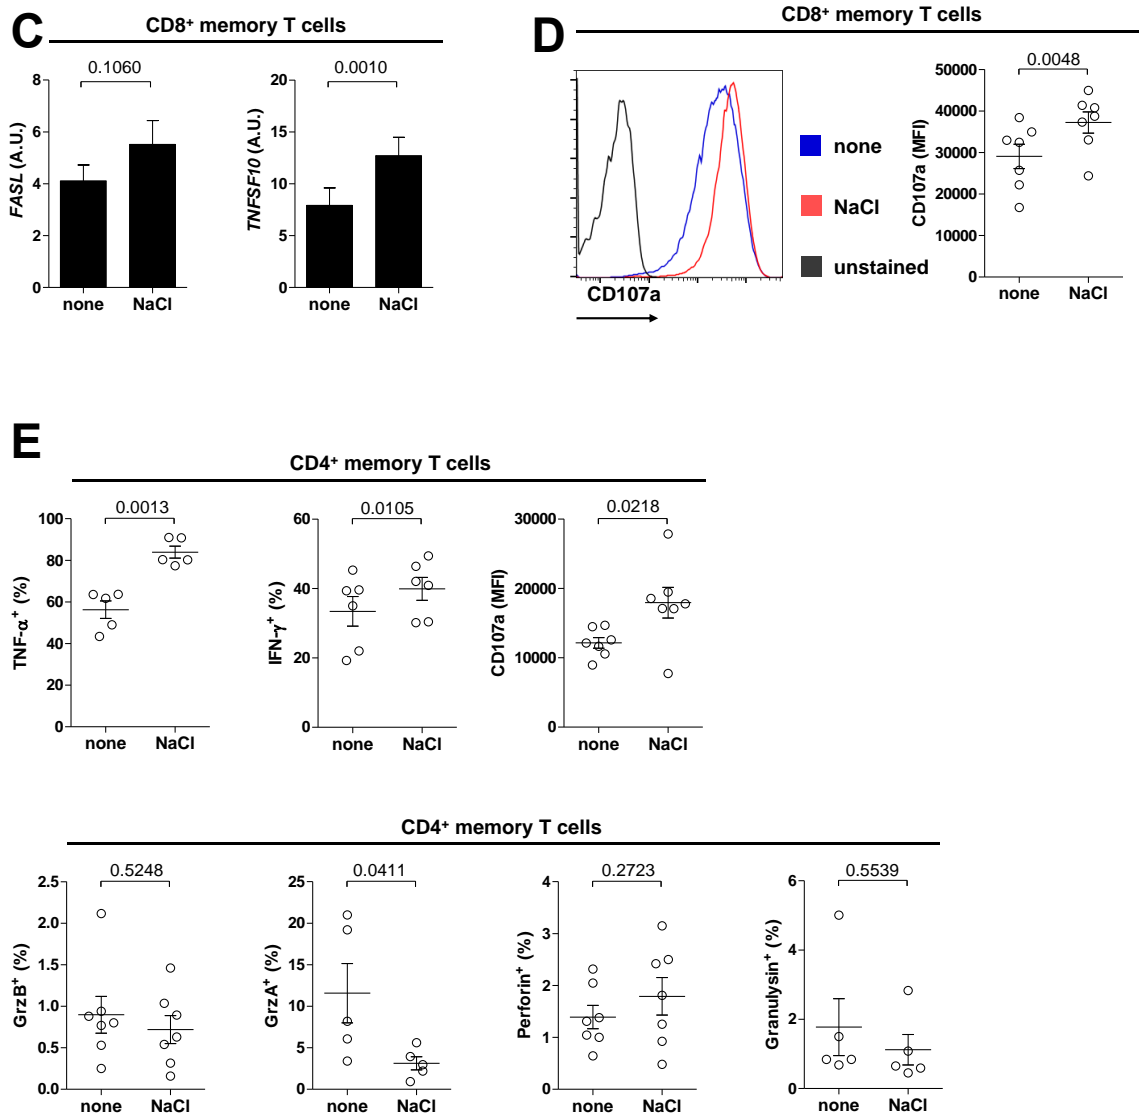 C
CD8+ memory T cells
0.1060
FASL (A.U.)
8
6
4
2
0
none
NaCl
0.0010
TNFSF10 (A.U.)
20
15
10
5
0
none
NaCl
D
CD8+ memory T cells
CD107a
none
NaCl
unstained
0.0048
CD107a (MFI)
50000
40000
30000
20000
10000
0
none
NaCl
E
CD4+ memory T cells
0.0013
TNF-α+ (%)
100
80
60
40
20
0
none
NaCl
0.0105
IFN-γ+ (%)
60
40
20
0
none
NaCl
0.0218
CD107a (MFI)
30000
20000
10000
0
none
NaCl
CD4+ memory T cells
0.5248
GrzB+ (%)
2.5
2.0
1.5
1.0
0.5
0.0
none
NaCl
0.0411
GrzA+ (%)
25
20
15
10
5
0
none
NaCl
0.2723
Perforin+ (%)
4
3
2
1
0
none
NaCl
0.5539
Granulysin+ (%)
6
4
2
0
none
NaCl